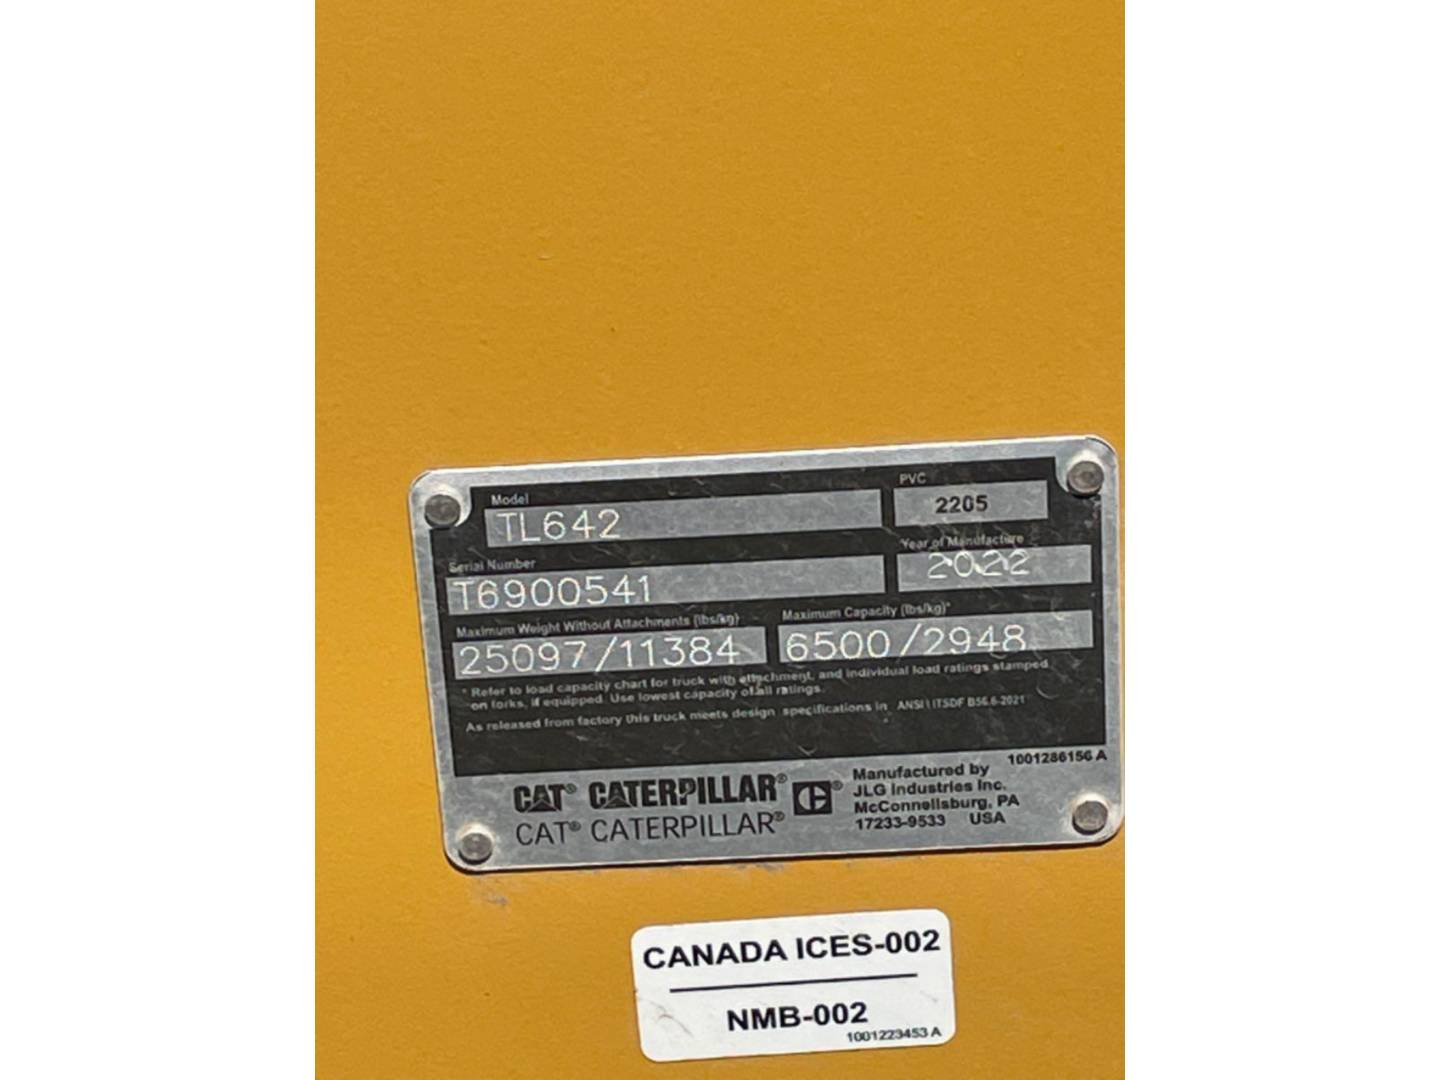 Model
TL642
PVC
2205
Serial Number
T6900541
Year of Manufacture
2022
Maximum Weight Without Attachments (lbs/kg)
25097/11384
Maximum Capacity (lbs/kg)*
6500/2948
* Refer to load capacity chart for truck with attachment, and individual load ratings stamped
on forks, if equipped. Use lowest capacity of all ratings.
As released from factory this truck meets design specifications in ANSI \ ITSDF B56.6-2021
1001286156 A
CAT® CATERPILLAR®
CAT® CATERPILLAR®
Manufactured by
JLG Industries Inc.
McConnellsburg, PA
17233-9533 USA
CANADA ICES-002
NMB-002
1001223453 A